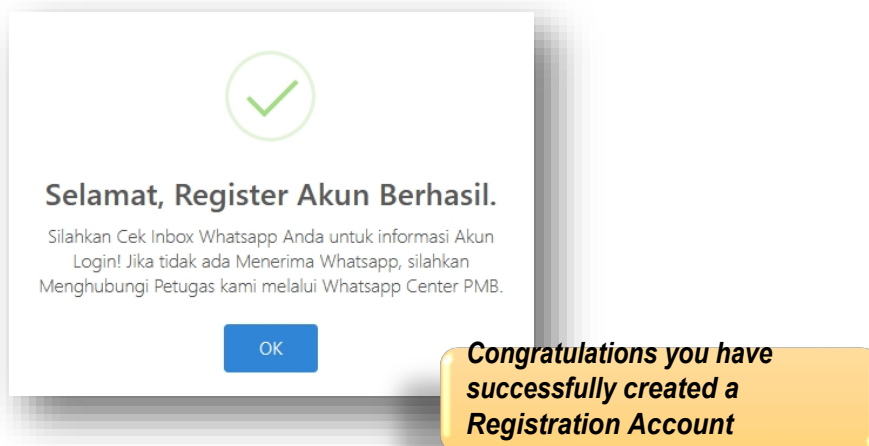 Selamat, Register Akun Berhasil.
Silahkan Cek Inbox Whatsapp Anda untuk informasi Akun
Login! Jika tidak ada Menerima Whatsapp, silahkan
Menghubungi Petugas kami melalui Whatsapp Center PMB.
OK
Congratulations you have
successfully created a
Registration Account